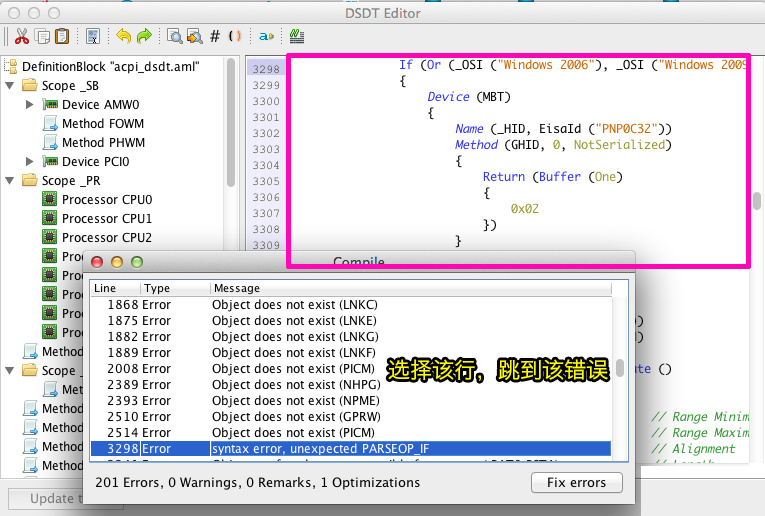 DSDT Editor
DefinitionBlock "acpi_dsdt.aml"
Scope _SB
Device AMW0
Method FOWM
Method PHWM
Device PCI0
Scope _PR
Processor CPU0
Processor CPU1
Processor CPU2
Proc
Proc
Proc
Proc
Proc
Method
Scope _
Met
Method
Method
Method
Method
Update t
3298 If (Or (_OSI ("Windows 2006"), _OSI ("Windows 2009
3299 {
3300 Device (MBT)
3301 {
3302 Name (_HID, EisaId ("PNP0C32"))
3303 Method (GHID, 0, NotSerialized)
3304 {
3305 Return (Buffer (One)
3306 {
3307 0x02
3308 })
3309 }
ute ()
// Range Minim
// Range Maxim
// Alignment
// Length
Compile
Line Type Message
1868 Error Object does not exist (LNKC)
1875 Error Object does not exist (LNKE)
1882 Error Object does not exist (LNKG)
1889 Error Object does not exist (LNKF)
2008 Error Object does not exist (PICM)
2389 Error Object does not exist (NHPG)
2393 Error Object does not exist (NPME)
2510 Error Object does not exist (GPRW)
2514 Error Object does not exist (PICM)
3298 Error syntax error, unexpected PARSEOP_IF
选择该行，跳到该错误
201 Errors, 0 Warnings, 0 Remarks, 1 Optimizations
Fix errors